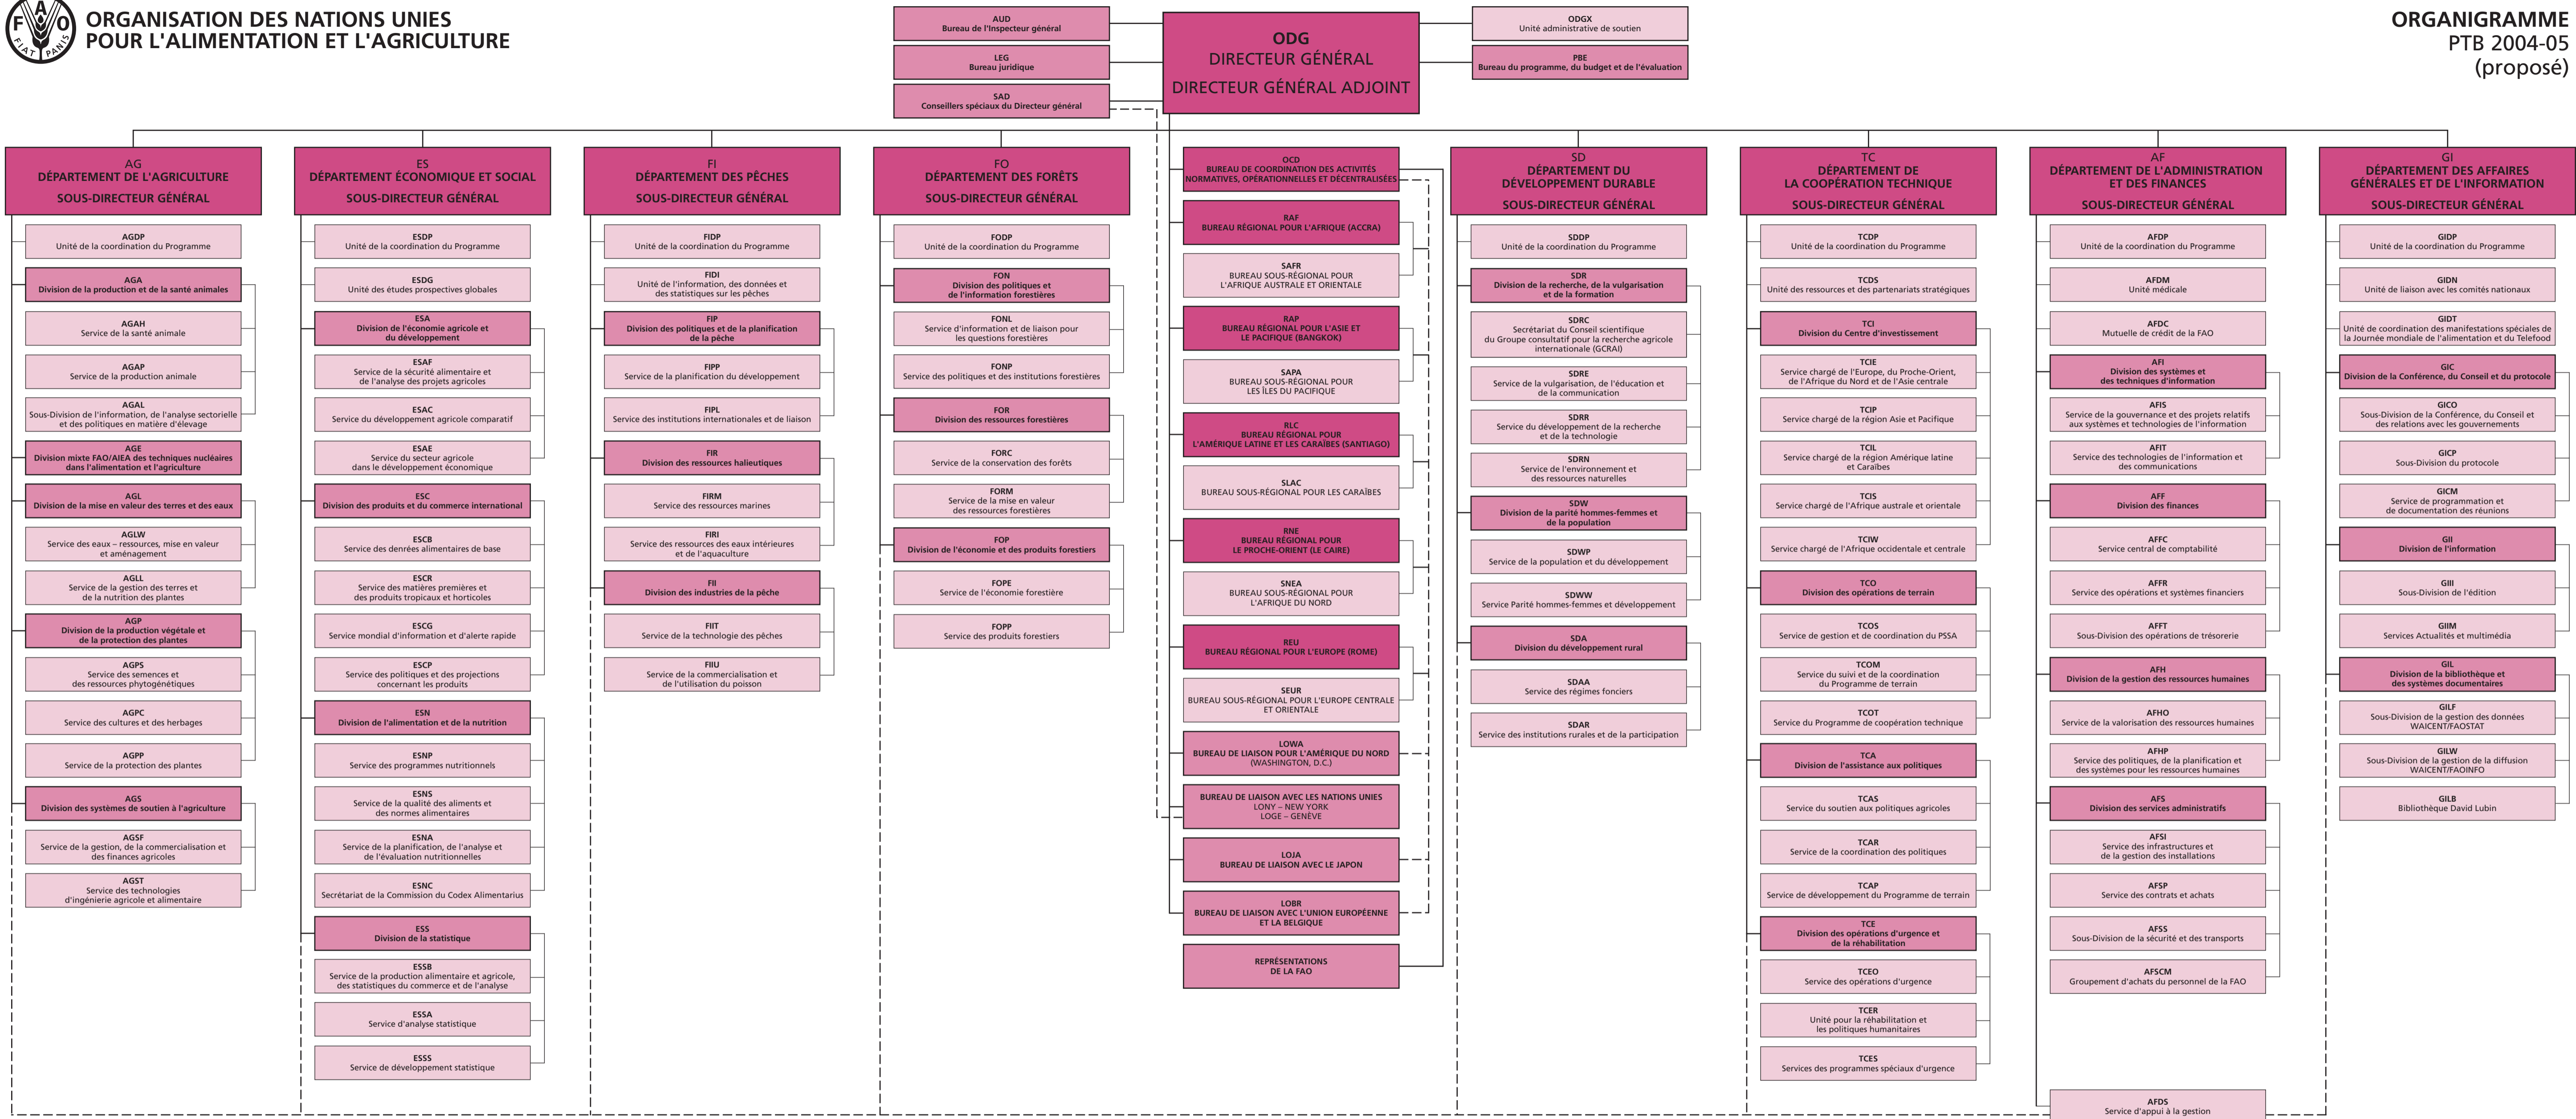 FAO
FIAT PANIS
ORGANISATION DES NATIONS UNIES
POUR L'ALIMENTATION ET L'AGRICULTURE
AUD
Bureau de l'Inspecteur général
LEG
Bureau juridique
SAD
Conseillers spéciaux du Directeur général
ODG
DIRECTEUR GÉNÉRAL
DIRECTEUR GÉNÉRAL ADJOINT
ODGX
Unité administrative de soutien
PBE
Bureau du programme, du budget et de l'évaluation
ORGANIGRAMME
PTB 2004-05
(proposé)
AG
DÉPARTEMENT DE L'AGRICULTURE
SOUS-DIRECTEUR GÉNÉRAL
AGDP
Unité de la coordination du Programme
AGA
Division de la production et de la santé animales
AGAH
Service de la santé animale
AGAP
Service de la production animale
AGAL
Sous-Division de l'information, de l'analyse sectorielle
et des politiques en matière d'élevage
AGE
Division mixte FAO/AIEA des techniques nucléaires
dans l'alimentation et l'agriculture
AGL
Division de la mise en valeur des terres et des eaux
AGLW
Service des eaux – ressources, mise en valeur
et aménagement
AGLL
Service de la gestion des terres et
de la nutrition des plantes
AGP
Division de la production végétale et
de la protection des plantes
AGPS
Service des semences et
des ressources phytogénétiques
AGPC
Service des cultures et des herbages
AGPP
Service de la protection des plantes
AGS
Division des systèmes de soutien à l'agriculture
AGSF
Service de la gestion, de la commercialisation et
des finances agricoles
AGST
Service des technologies
d'ingénierie agricole et alimentaire
ES
DÉPARTEMENT ÉCONOMIQUE ET SOCIAL
SOUS-DIRECTEUR GÉNÉRAL
ESDP
Unité de la coordination du Programme
ESDG
Unité des études prospectives globales
ESA
Division de l'économie agricole et
du développement
ESAF
Service de la sécurité alimentaire et
de l'analyse des projets agricoles
ESAC
Service du développement agricole comparatif
ESAE
Service du secteur agricole
dans le développement économique
ESC
Division des produits et du commerce international
ESCB
Service des denrées alimentaires de base
ESCR
Service des matières premières et
des produits tropicaux et horticoles
ESCG
Service mondial d'information et d'alerte rapide
ESCP
Service des politiques et des projections
concernant les produits
ESN
Division de l'alimentation et de la nutrition
ESNP
Service des programmes nutritionnels
ESNS
Service de la qualité des aliments et
des normes alimentaires
ESNA
Service de la planification, de l'analyse et
de l'évaluation nutritionnelles
ESNC
Secrétariat de la Commission du Codex Alimentarius
ESS
Division de la statistique
ESSB
Service de la production alimentaire et agricole,
des statistiques du commerce et de l'analyse
ESSA
Service d'analyse statistique
ESSS
Service de développement statistique
FI
DÉPARTEMENT DES PÊCHES
SOUS-DIRECTEUR GÉNÉRAL
FIDP
Unité de la coordination du Programme
FIDI
Unité de l'information, des données et
des statistiques sur les pêches
FIP
Division des politiques et de la planification
de la pêche
FIPP
Service de la planification du développement
FIPL
Service des institutions internationales et de liaison
FIR
Division des ressources halieutiques
FIRM
Service des ressources marines
FIRI
Service des ressources des eaux intérieures
et de l'aquaculture
FII
Division des industries de la pêche
FIIT
Service de la technologie des pêches
FIIU
Service de la commercialisation et
de l'utilisation du poisson
FO
DÉPARTEMENT DES FORÊTS
SOUS-DIRECTEUR GÉNÉRAL
FODP
Unité de la coordination du Programme
FON
Division des politiques et
de l'information forestières
FONL
Service d'information et de liaison pour
les questions forestières
FONP
Service des politiques et des institutions forestières
FOR
Division des ressources forestières
FORC
Service de la conservation des forêts
FORM
Service de la mise en valeur
des ressources forestières
FOP
Division de l'économie et des produits forestiers
FOPE
Service de l'économie forestière
FOPP
Service des produits forestiers
OCD
BUREAU DE COORDINATION DES ACTIVITÉS
NORMATIVES, OPÉRATIONNELLES ET DÉCENTRALISÉES
RAF
BUREAU RÉGIONAL POUR L'AFRIQUE (ACCRA)
SAFR
BUREAU SOUS-RÉGIONAL POUR
L'AFRIQUE AUSTRALE ET ORIENTALE
RAP
BUREAU RÉGIONAL POUR L'ASIE ET
LE PACIFIQUE (BANGKOK)
SAPA
BUREAU SOUS-RÉGIONAL POUR
LES ÎLES DU PACIFIQUE
RLC
BUREAU RÉGIONAL POUR
L'AMÉRIQUE LATINE ET LES CARAÏBES (SANTIAGO)
SLAC
BUREAU SOUS-RÉGIONAL POUR LES CARAÏBES
RNE
BUREAU RÉGIONAL POUR
LE PROCHE-ORIENT (LE CAIRE)
SNEA
BUREAU SOUS-RÉGIONAL POUR
L'AFRIQUE DU NORD
REU
BUREAU RÉGIONAL POUR L'EUROPE (ROME)
SEUR
BUREAU SOUS-RÉGIONAL POUR L'EUROPE CENTRALE
ET ORIENTALE
LOWA
BUREAU DE LIAISON POUR L'AMÉRIQUE DU NORD
(WASHINGTON, D.C.)
BUREAU DE LIAISON AVEC LES NATIONS UNIES
LONY – NEW YORK
LOGE – GENÈVE
LOJA
BUREAU DE LIAISON AVEC LE JAPON
LOBR
BUREAU DE LIAISON AVEC L'UNION EUROPÉENNE
ET LA BELGIQUE
REPRÉSENTATIONS
DE LA FAO
SD
DÉPARTEMENT DU
DÉVELOPPEMENT DURABLE
SOUS-DIRECTEUR GÉNÉRAL
SDDP
Unité de la coordination du Programme
SDR
Division de la recherche, de la vulgarisation
et de la formation
SDRC
Secrétariat du Conseil scientifique
du Groupe consultatif pour la recherche agricole
internationale (GCRAI)
SDRE
Service de la vulgarisation, de l'éducation et
de la communication
SDRR
Service du développement de la recherche
et de la technologie
SDRN
Service de l'environnement et
des ressources naturelles
SDW
Division de la parité hommes-femmes et
de la population
SDWP
Service de la population et du développement
SDWW
Service Parité hommes-femmes et développement
SDA
Division du développement rural
SDAA
Service des régimes fonciers
SDAR
Service des institutions rurales et de la participation
TC
DÉPARTEMENT DE
LA COOPÉRATION TECHNIQUE
SOUS-DIRECTEUR GÉNÉRAL
TCDP
Unité de la coordination du Programme
TCDS
Unité des ressources et des partenariats stratégiques
TCI
Division du Centre d'investissement
TCIE
Service chargé de l'Europe, du Proche-Orient,
de l'Afrique du Nord et de l'Asie centrale
TCIP
Service chargé de la région Asie et Pacifique
TCIL
Service chargé de la région Amérique latine
et Caraïbes
TCIS
Service chargé de l'Afrique australe et orientale
TCIW
Service chargé de l'Afrique occidentale et centrale
TCO
Division des opérations de terrain
TCOS
Service de gestion et de coordination du PSSA
TCOM
Service du suivi et de la coordination
du Programme de terrain
TCOT
Service du Programme de coopération technique
TCA
Division de l'assistance aux politiques
TCAS
Service du soutien aux politiques agricoles
TCAR
Service de la coordination des politiques
TCAP
Service de développement du Programme de terrain
TCE
Division des opérations d'urgence et
de la réhabilitation
TCEO
Service des opérations d'urgence
TCER
Unité pour la réhabilitation et
les politiques humanitaires
TCES
Services des programmes spéciaux d'urgence
AF
DÉPARTEMENT DE L'ADMINISTRATION
ET DES FINANCES
SOUS-DIRECTEUR GÉNÉRAL
AFDP
Unité de la coordination du Programme
AFDM
Unité médicale
AFDC
Mutuelle de crédit de la FAO
AFI
Division des systèmes et
des techniques d'information
AFIS
Service de la gouvernance et des projets relatifs
aux systèmes et technologies de l'information
AFIT
Service des technologies de l'information et
des communications
AFF
Division des finances
AFFC
Service central de comptabilité
AFFR
Service des opérations et systèmes financiers
AFFT
Sous-Division des opérations de trésorerie
AFH
Division de la gestion des ressources humaines
AFHO
Service de la valorisation des ressources humaines
AFHP
Service des politiques, de la planification et
des systèmes pour les ressources humaines
AFS
Division des services administratifs
AFSI
Service des infrastructures et
de la gestion des installations
AFSP
Service des contrats et achats
AFSS
Sous-Division de la sécurité et des transports
AFSCM
Groupement d'achats du personnel de la FAO
AFDS
Service d'appui à la gestion
GI
DÉPARTEMENT DES AFFAIRES
GÉNÉRALES ET DE L'INFORMATION
SOUS-DIRECTEUR GÉNÉRAL
GIDP
Unité de la coordination du Programme
GIDN
Unité de liaison avec les comités nationaux
GIDT
Unité de coordination des manifestations spéciales de
la Journée mondiale de l'alimentation et du Telefood
GIC
Division de la Conférence, du Conseil et du protocole
GICO
Sous-Division de la Conférence, du Conseil et
des relations avec les gouvernements
GICP
Sous-Division du protocole
GICM
Service de programmation et
de documentation des réunions
GII
Division de l'information
GIII
Sous-Division de l'édition
GIIM
Services Actualités et multimédia
GIL
Division de la bibliothèque et
des systèmes documentaires
GILF
Sous-Division de la gestion des données
WAICENT/FAOSTAT
GILW
Sous-Division de la gestion de la diffusion
WAICENT/FAOINFO
GILB
Bibliothèque David Lubin